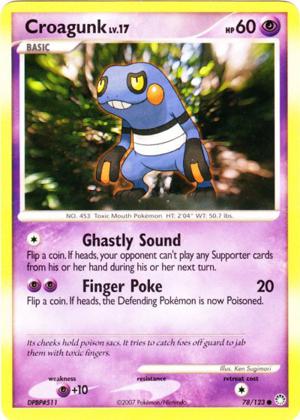 Croagunk LV.17 HP 60
BASIC
NO. 453 Toxic Mouth Pokémon HT: 2'04" WT: 50.7 lbs.
Ghastly Sound
Flip a coin. If heads, your opponent can't play any Supporter cards
from his or her hand during his or her next turn.
Finger Poke 20
Flip a coin. If heads, the Defending Pokémon is now Poisoned.
Illus. Ken Sugimori
Its cheeks hold poison sacs. It tries to catch foes off guard to jab
them with toxic fingers.
weakness resistance retreat cost
+10
DPBP#511 ©2007 Pokémon/Nintendo 78/123